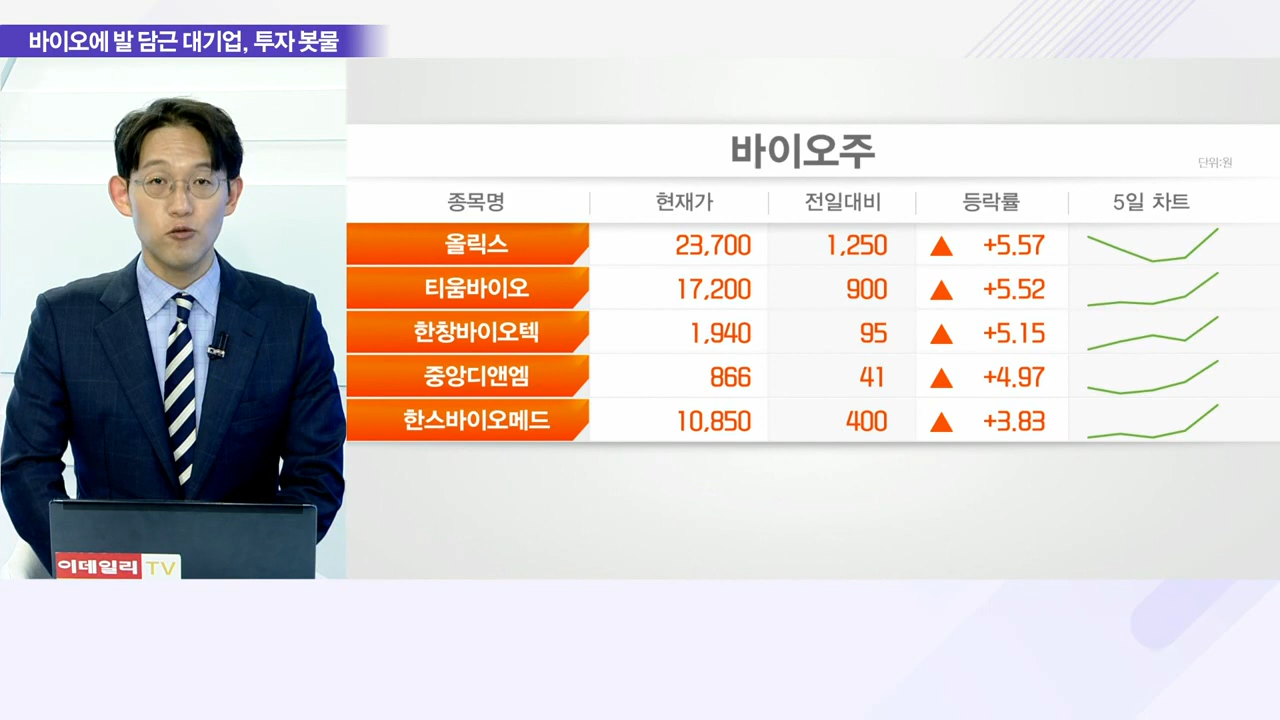 바이오에 발 담근 대기업, 투자 봇물
바이오주
단위:원
종목명 현재가 전일대비 등락률 5일 차트
올릭스 23,700 1,250 ▲ +5.57
티움바이오 17,200 900 ▲ +5.52
한창바이오텍 1,940 95 ▲ +5.15
중앙디앤엠 866 41 ▲ +4.97
한스바이오메드 10,850 400 ▲ +3.83
이데일리 TV